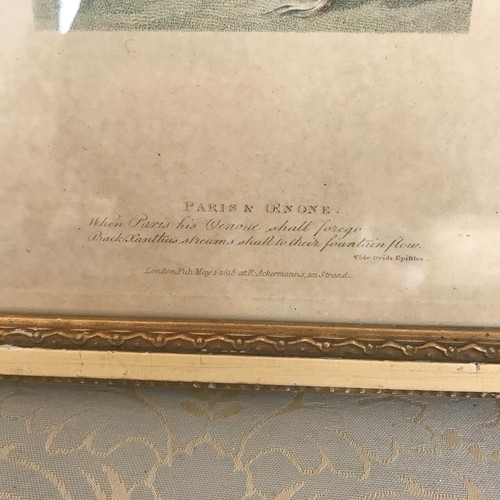 PARIS & ŒNONE.
When Paris his Oenone shall forego
Back Xanthus streams shall to their fountain flow.
Vide Ovids Epistles
London, Pub. May 1. at R. Ackermann's, 101 Strand.